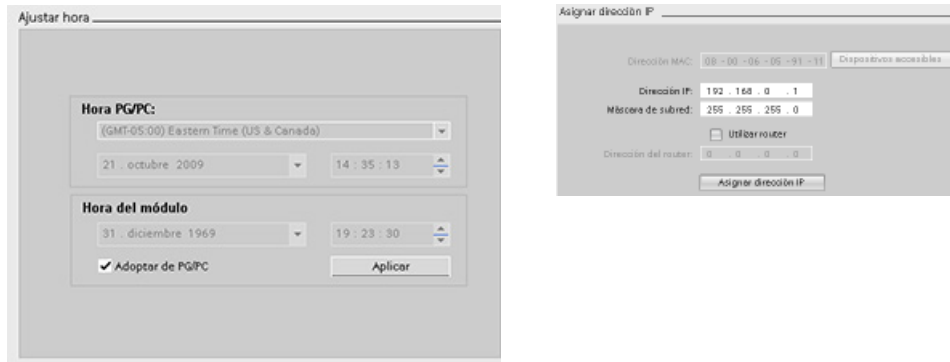 Ajustar hora
Hora PG/PC:
(GMT-05:00) Eastern Time (US & Canada)
21 . octubre 2009
14 : 35 : 13
Hora del módulo
31 . diciembre 1969
19 : 23 : 30
Adoptar de PG/PC
Aplicar
Asignar dirección IP
Dirección MAC: 08 - 00 - 06 - 05 - 91 - 11 Dispositivos accesibles
Dirección IP: 192 . 168 . 0 . 1
Máscara de subred: 255 . 255 . 255 . 0
Utilizar router
Dirección del router: 0 . 0 . 0 . 0
Asignar dirección IP